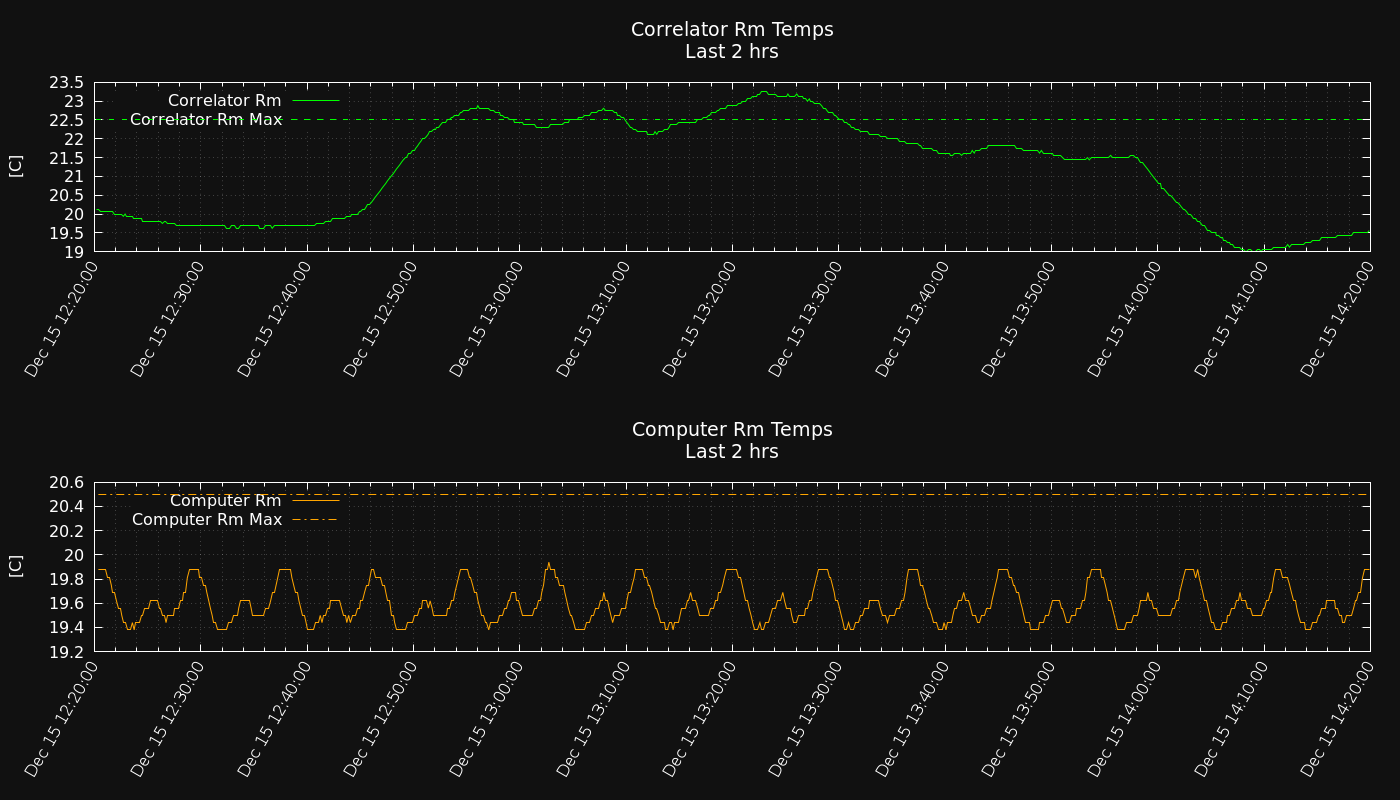 Correlator Rm Temps
Last 2 hrs
23.5
23
22.5
22
21.5
21
20.5
20
19.5
19
[C]
Correlator Rm
Correlator Rm Max
Dec 15 12:20:00
Dec 15 12:30:00
Dec 15 12:40:00
Dec 15 12:50:00
Dec 15 13:00:00
Dec 15 13:10:00
Dec 15 13:20:00
Dec 15 13:30:00
Dec 15 13:40:00
Dec 15 13:50:00
Dec 15 14:00:00
Dec 15 14:10:00
Dec 15 14:20:00
Computer Rm Temps
Last 2 hrs
20.6
20.4
20.2
20
19.8
19.6
19.4
19.2
[C]
Computer Rm
Computer Rm Max
Dec 15 12:20:00
Dec 15 12:30:00
Dec 15 12:40:00
Dec 15 12:50:00
Dec 15 13:00:00
Dec 15 13:10:00
Dec 15 13:20:00
Dec 15 13:30:00
Dec 15 13:40:00
Dec 15 13:50:00
Dec 15 14:00:00
Dec 15 14:10:00
Dec 15 14:20:00